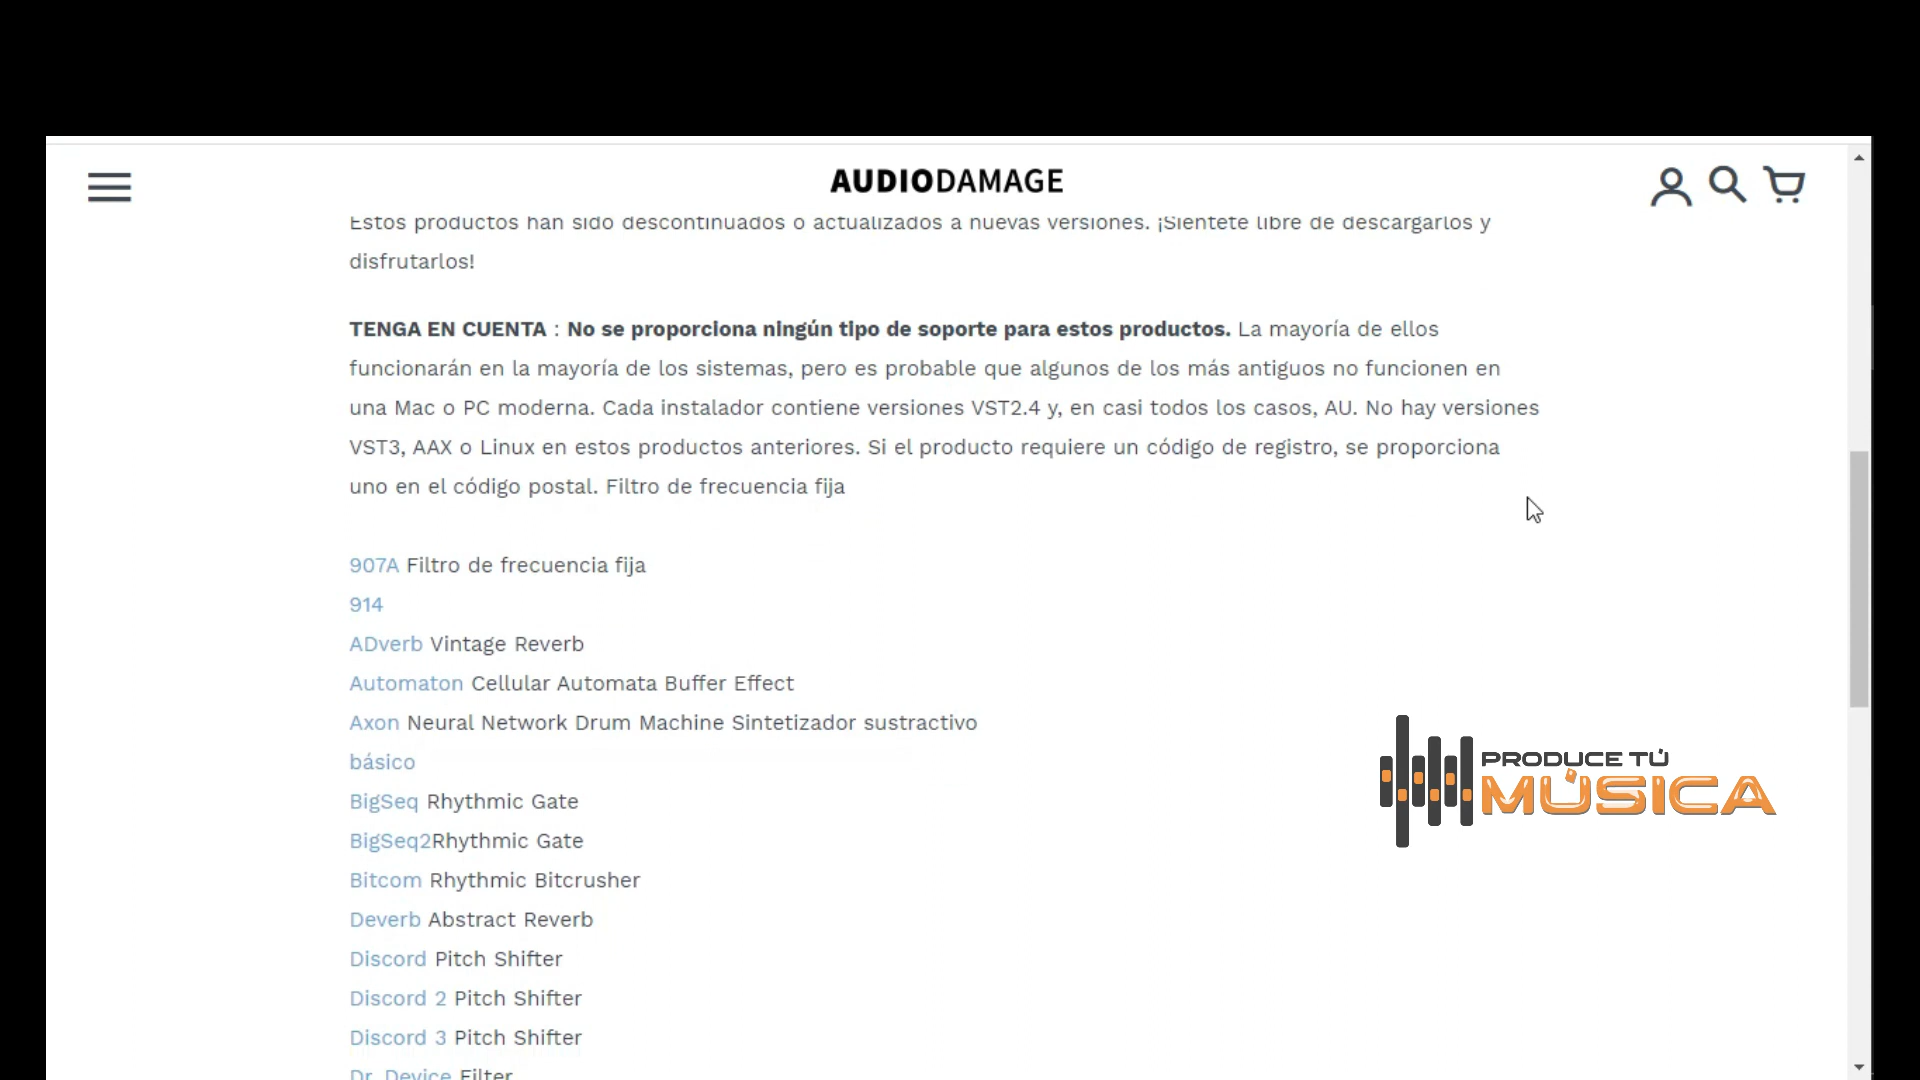 AUDIODAMAGE
Estos productos han sido descontinuados o actualizados a nuevas versiones. ¡Siéntete libre de descargarlos y
disfrutarlos!
TENGA EN CUENTA : No se proporciona ningún tipo de soporte para estos productos. La mayoría de ellos
funcionarán en la mayoría de los sistemas, pero es probable que algunos de los más antiguos no funcionen en
una Mac o PC moderna. Cada instalador contiene versiones VST2.4 y, en casi todos los casos, AU. No hay versiones
VST3, AAX o Linux en estos productos anteriores. Si el producto requiere un código de registro, se proporciona
uno en el código postal. Filtro de frecuencia fija
907A Filtro de frecuencia fija
914
ADverb Vintage Reverb
Automaton Cellular Automata Buffer Effect
Axon Neural Network Drum Machine Sintetizador sustractivo
básico
BigSeq Rhythmic Gate
BigSeq2Rhythmic Gate
Bitcom Rhythmic Bitcrusher
Deverb Abstract Reverb
Discord Pitch Shifter
Discord 2 Pitch Shifter
Discord 3 Pitch Shifter
Dr. Device Filter
PRODUCE TÚ
MÚSICA